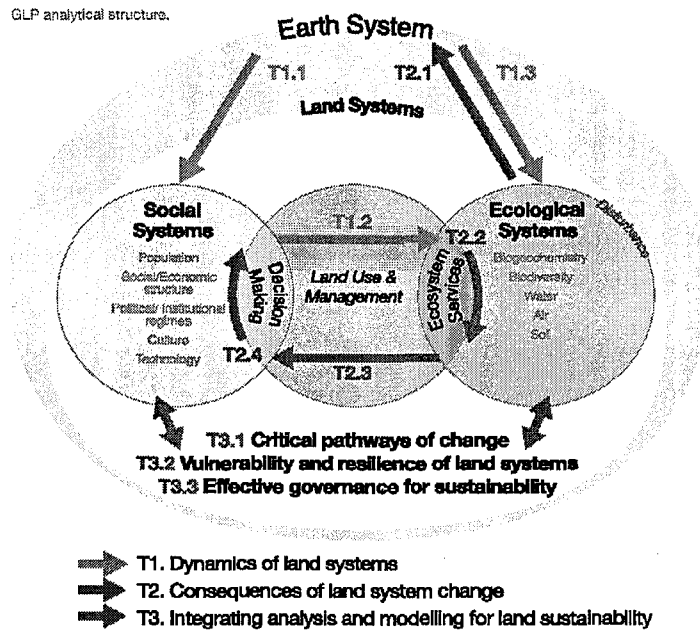 GLP analytical structure.
Earth System
T1.1
T2.1
T1.3
Land Systems
Social
Systems
Population
Social/Economic
structure
Political/ Institutional
regimes
Culture
Technology
Decision
Making
T1.2
Land Use &
Management
T2.3
T2.4
Ecosystem
Services
T2.2
Ecological
Systems
Disturbance
Biogeochemistry
Biodiversity
Water
Air
Soil
T3.1 Critical pathways of change
T3.2 Vulnerability and resilience of land systems
T3.3 Effective governance for sustainability
T1. Dynamics of land systems
T2. Consequences of land system change
T3. Integrating analysis and modelling for land sustainability